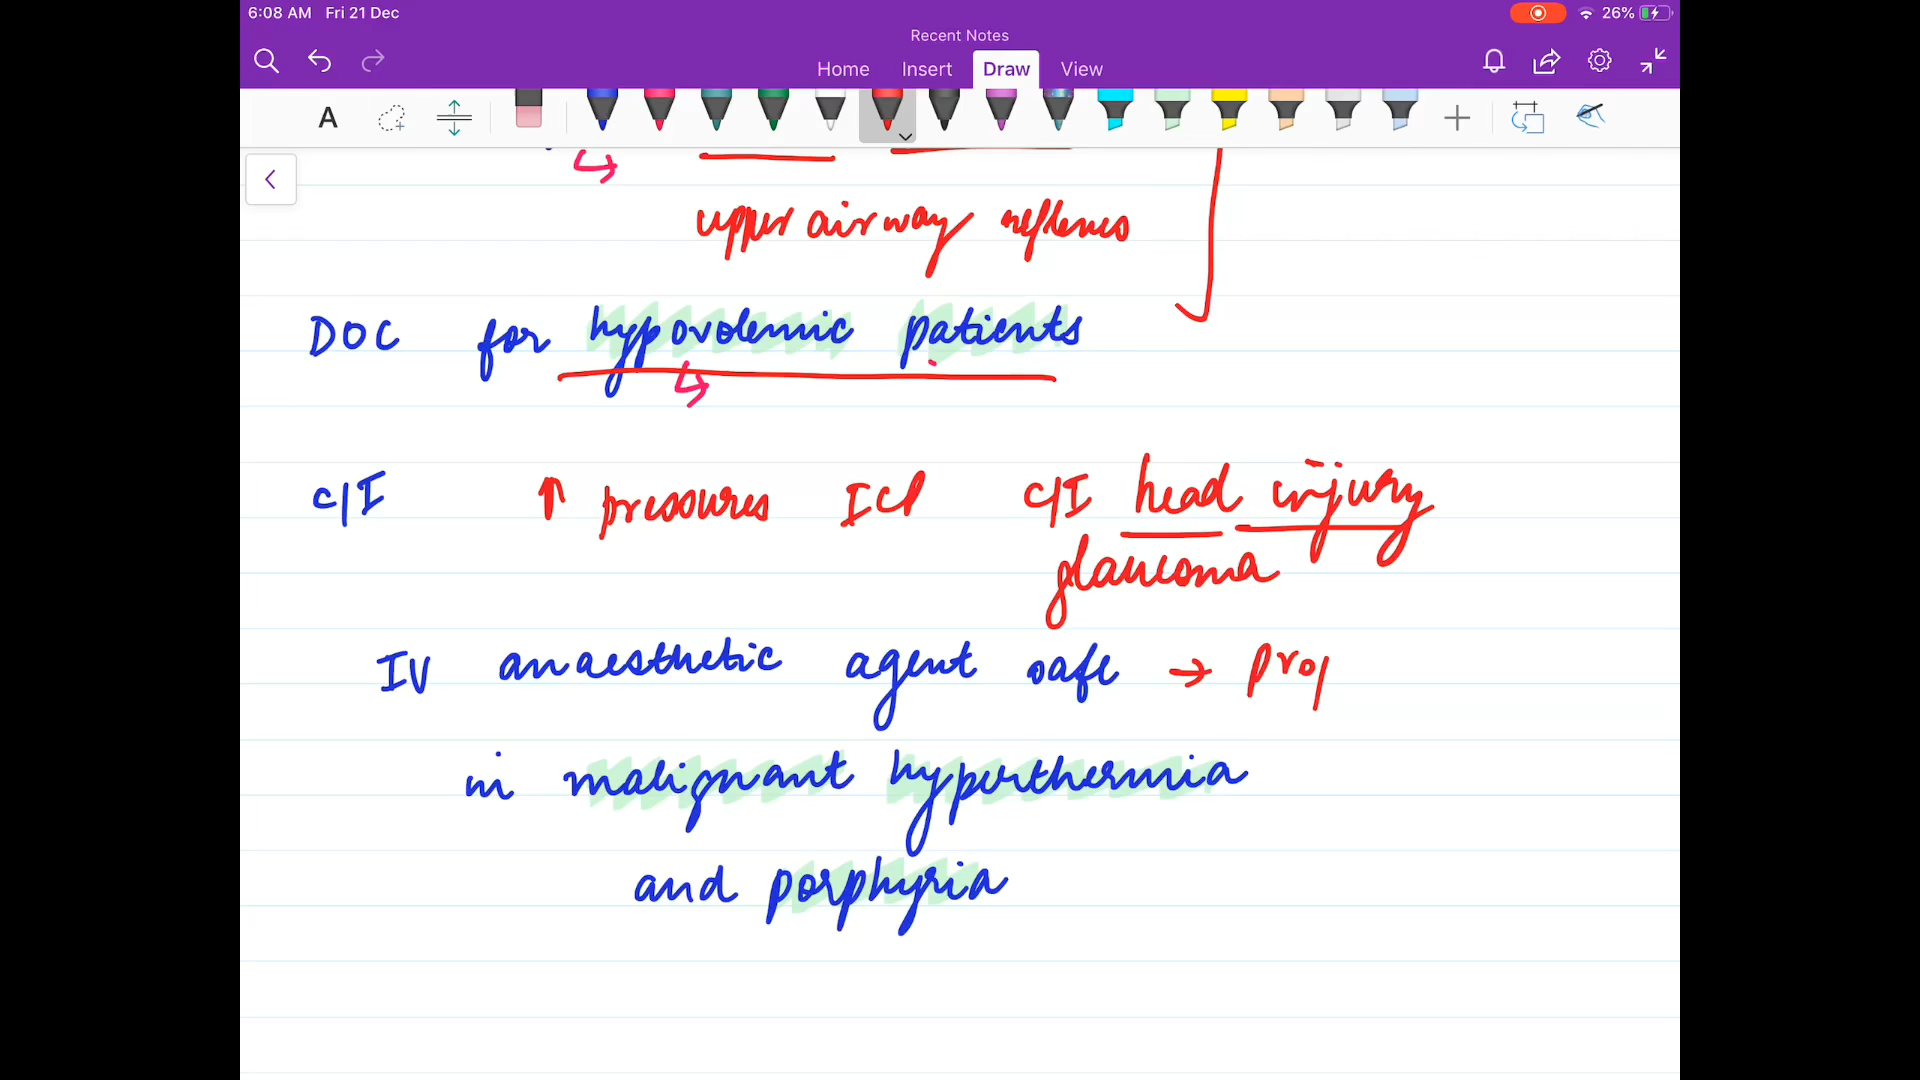 6:08 AM Fri 21 Dec
26%
Recent Notes
Home Insert Draw View
A
upper airway reflexes
DOC for hypovolemic patients
C/I ↑ pressures ICP C/I head injury
glaucoma
IV anaesthetic agent safe → Prop
in malignant hyperthermia
and porphyria